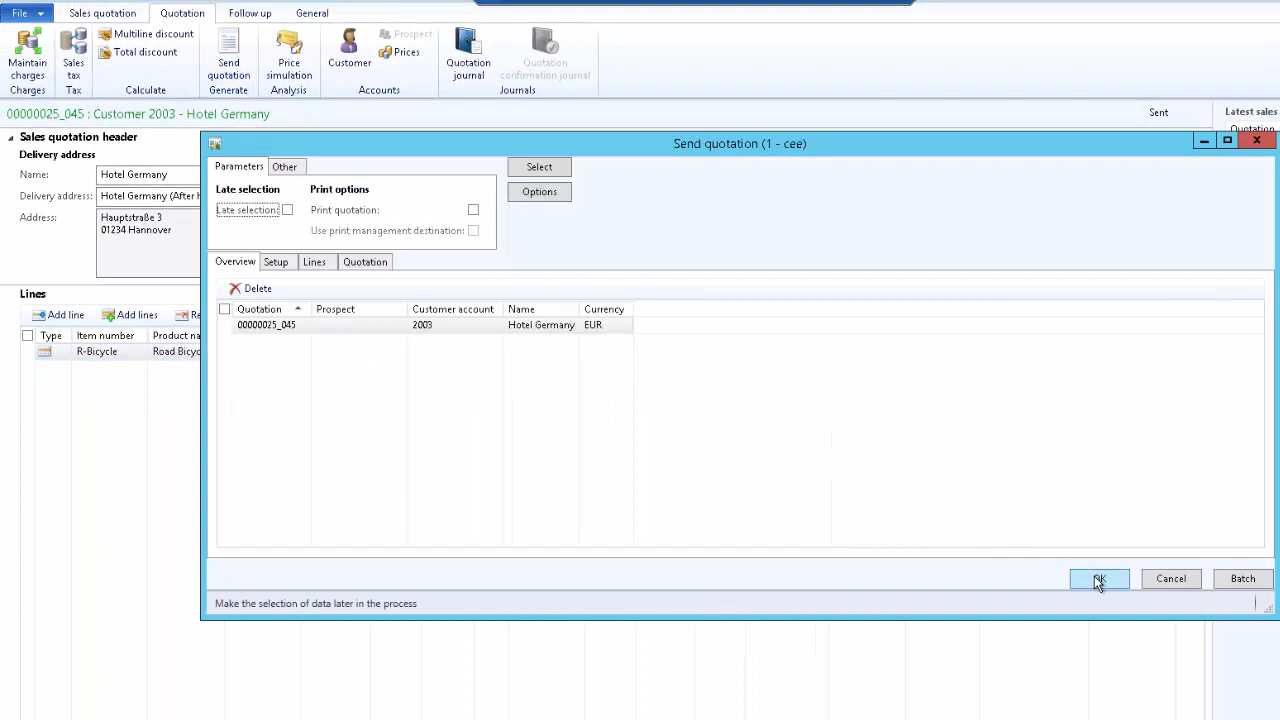 File
Sales quotation
Quotation
Follow up
General
Maintain charges
Sales tax
Multiline discount
Total discount
Send quotation
Price simulation
Customer
Prospect
Prices
Quotation journal
Quotation confirmation journal
Charges
Tax
Calculate
Generate
Analysis
Accounts
Journals
00000025_045 : Customer 2003 - Hotel Germany
Sent
Latest sales
Quotation
Sales quotation header
Delivery address
Name:
Hotel Germany
Delivery address:
Hotel Germany (After h
Address:
Hauptstraße 3
01234 Hannover
Lines
Add line
Add lines
Re
Type
Item number
Product na
R-Bicycle
Road Bicyc
Send quotation (1 - cee)
Parameters
Other
Select
Options
Late selection
Print options
Late selection:
Print quotation:
Use print management destination:
Overview
Setup
Lines
Quotation
Delete
Quotation
Prospect
Customer account
Name
Currency
00000025_045
2003
Hotel Germany
EUR
OK
Cancel
Batch
Make the selection of data later in the process